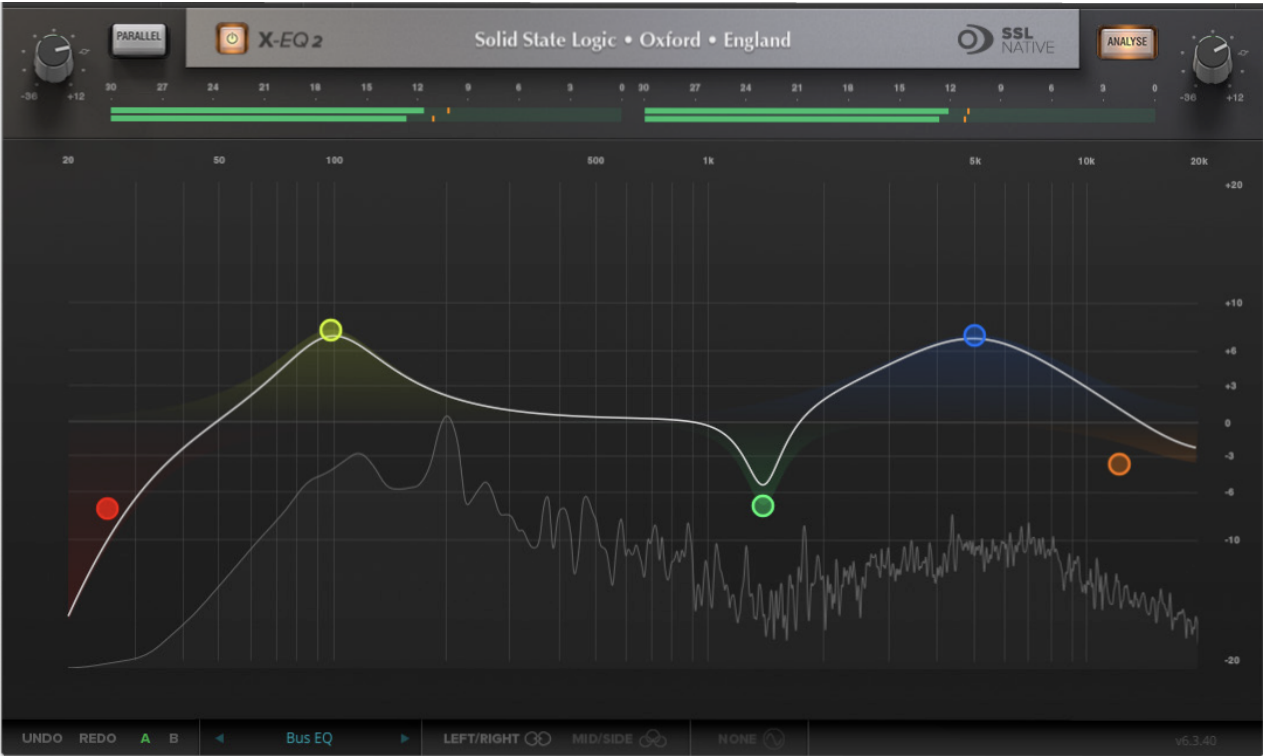 PARALLEL
X-EQ 2
Solid State Logic • Oxford • England
SSL
NATIVE
ANALYSE
-36 +12
30 27 24 21 18 15 12 9 6 3 0
30 27 24 21 18 15 12 9 6 3 0
-36 +12
20 50 100 500 1k 5k 10k 20k
+20
+10
+6
+3
0
-3
-6
-10
-20
UNDO REDO A B Bus EQ LEFT/RIGHT MID/SIDE NONE v6.3.40